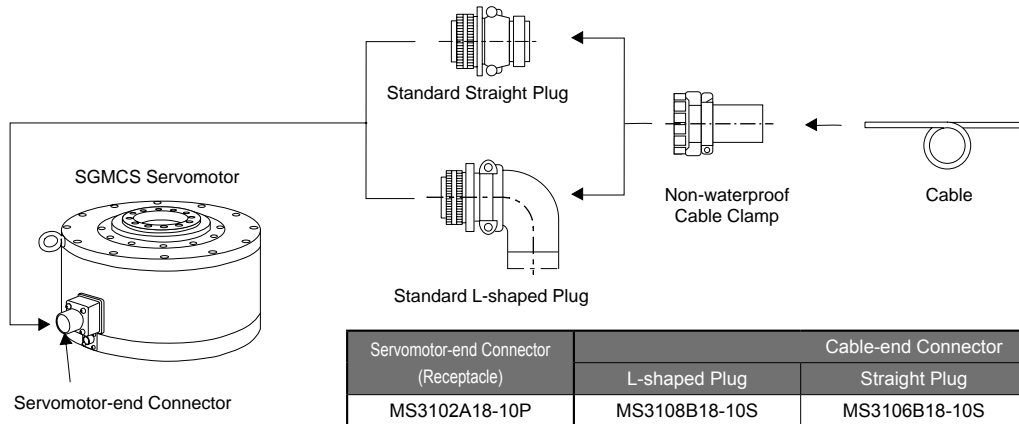 Standard Straight Plug
SGMCS Servomotor
Non-waterproof
Cable Clamp
Cable
Standard L-shaped Plug
Servomotor-end Connector
Servomotor-end Connector
(Receptacle)
Cable-end Connector
L-shaped Plug
Straight Plug
MS3102A18-10P
MS3108B18-10S
MS3106B18-10S